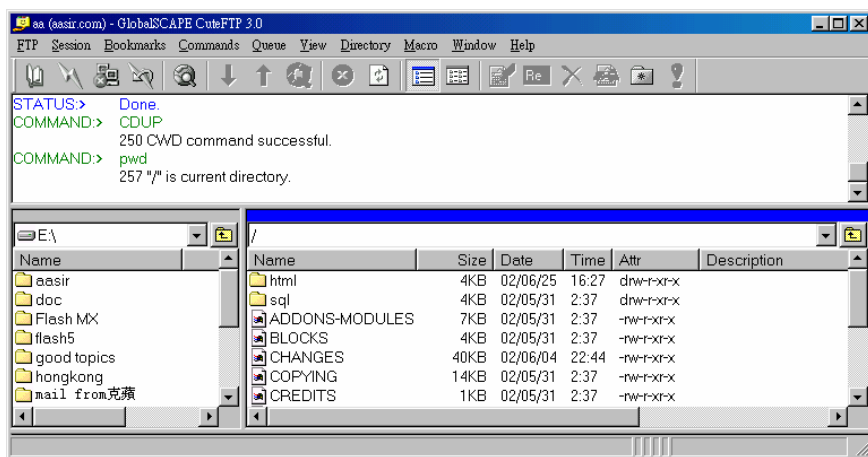 aa (aasir.com) - GlobalSCAPE CuteFTP 3.0
FTP Session Bookmarks Commands Queue View Directory Macro Window Help
Re
STATUS:> Done.
COMMAND:> CDUP
250 CWD command successful.
COMMAND:> pwd
257 "/" is current directory.
E:\
/
Name
aasir
doc
Flash MX
flash5
good topics
hongkong
mail from克蘋
Name Size Date Time Attr Description
html 4KB 02/06/25 16:27 drw-r-xr-x
sql 4KB 02/05/31 2:37 drw-r-xr-x
ADDONS-MODULES 7KB 02/05/31 2:37 -rw-r-xr-x
BLOCKS 4KB 02/05/31 2:37 -rw-r-xr-x
CHANGES 40KB 02/06/04 22:44 -rw-r-xr-x
COPYING 14KB 02/05/31 2:37 -rw-r-xr-x
CREDITS 1KB 02/05/31 2:37 -rw-r-xr-x